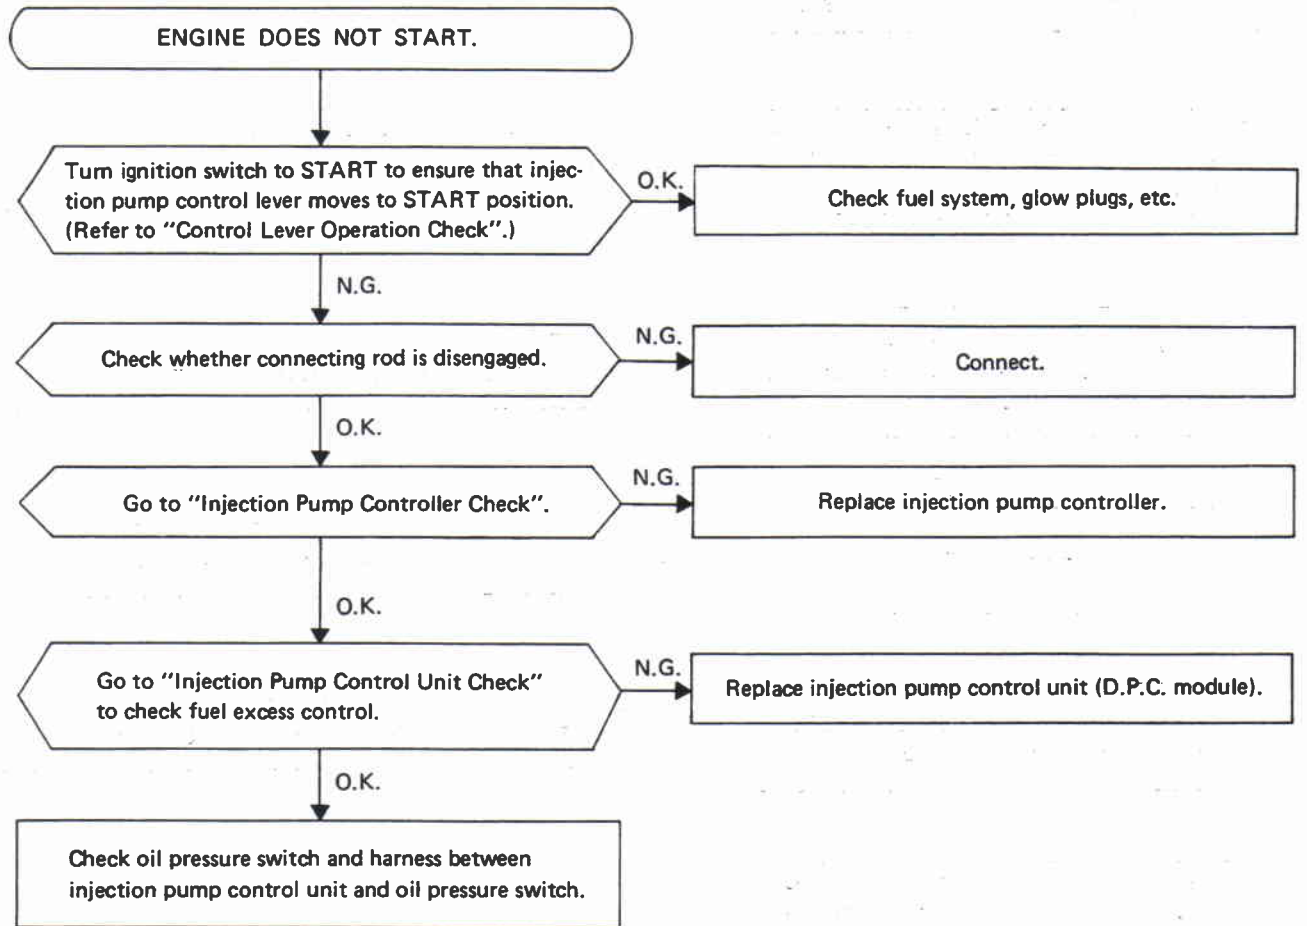 ENGINE DOES NOT START.
Turn ignition switch to START to ensure that injec-
tion pump control lever moves to START position.
(Refer to "Control Lever Operation Check".)
O.K.
Check fuel system, glow plugs, etc.
N.G.
Check whether connecting rod is disengaged.
N.G.
Connect.
O.K.
Go to "Injection Pump Controller Check".
N.G.
Replace injection pump controller.
O.K.
Go to "Injection Pump Control Unit Check"
to check fuel excess control.
N.G.
Replace injection pump control unit (D.P.C. module).
O.K.
Check oil pressure switch and harness between
injection pump control unit and oil pressure switch.